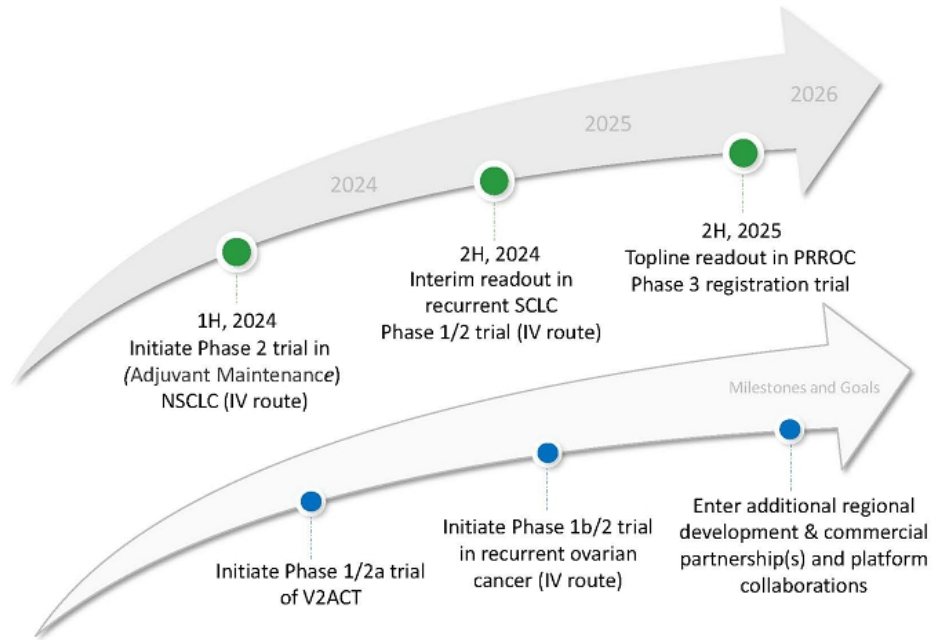 2024
2025
2026
1H, 2024
Initiate Phase 2 trial in
(Adjuvant Maintenance)
NSCLC (IV route)
2H, 2024
Interim readout in
recurrent SCLC
Phase 1/2 trial (IV route)
2H, 2025
Topline readout in PRROC
Phase 3 registration trial
Milestones and Goals
Initiate Phase 1/2a trial
of V2ACT
Initiate Phase 1b/2 trial
in recurrent ovarian
cancer (IV route)
Enter additional regional
development & commercial
partnership(s) and platform
collaborations